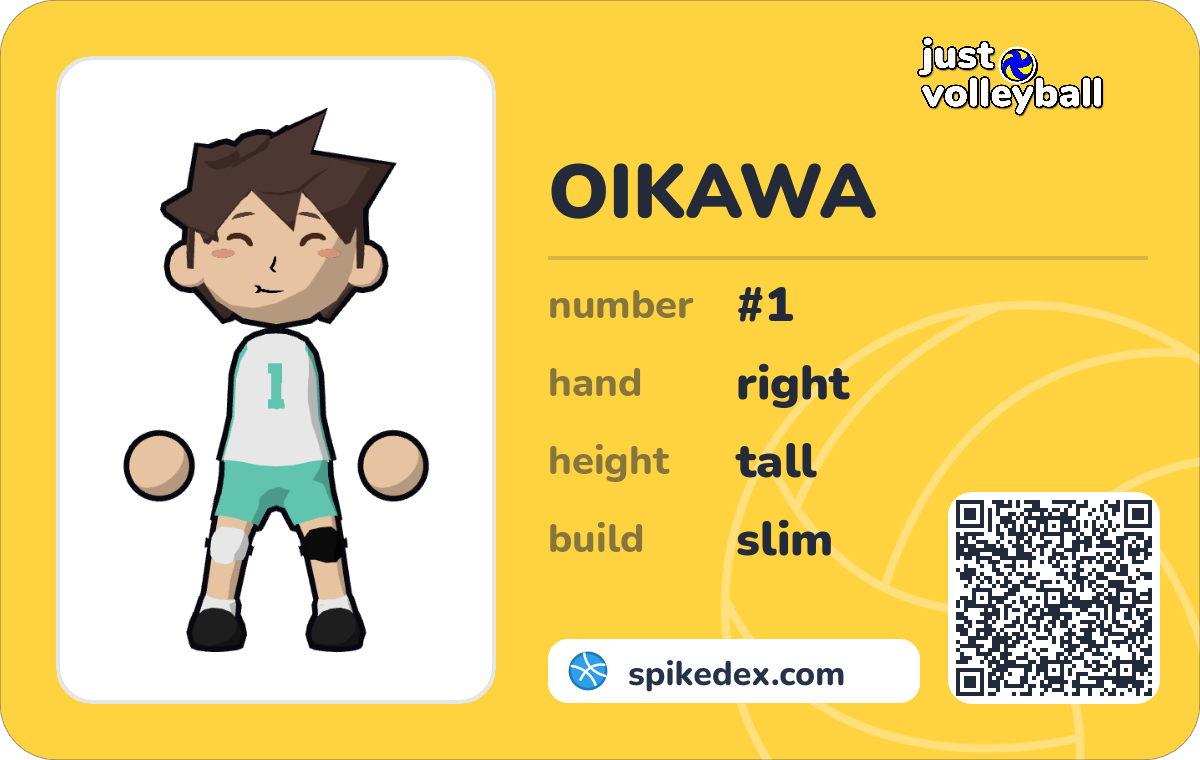 just
volleyball
OIKAWA
number #1
hand right
height tall
build slim
1
spikedex.com